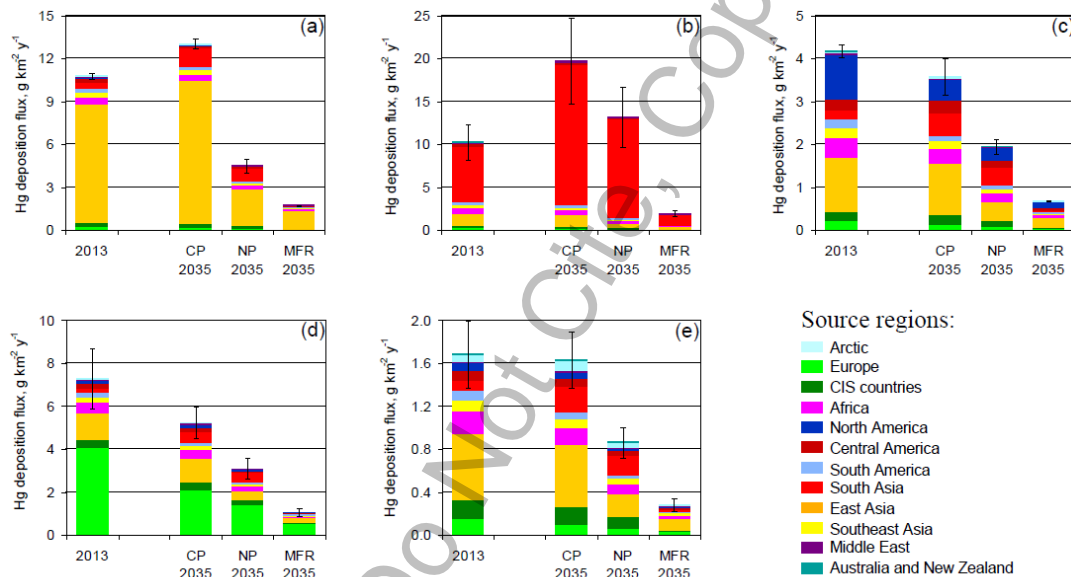 (a)
Hg deposition flux, g km-2 y-1
15
12
9
6
3
0
2013
CP
2035
NP
2035
MFR
2035
(b)
Hg deposition flux, g km-2 y-1
25
20
15
10
5
0
2013
CP
2035
NP
2035
MFR
2035
(c)
Hg deposition flux, g km-2 y-1
5
4
3
2
1
0
2013
CP
2035
NP
2035
MFR
2035
(d)
Hg deposition flux, g km-2 y-1
10
8
6
4
2
0
2013
CP
2035
NP
2035
MFR
2035
(e)
Hg deposition flux, g km-2 y-1
2.0
1.6
1.2
0.8
0.4
0.0
2013
CP
2035
NP
2035
MFR
2035
Source regions:
Arctic
Europe
CIS countries
Africa
North America
Central America
South America
South Asia
East Asia
Southeast Asia
Middle East
Australia and New Zealand
Do Not Cite, Cop